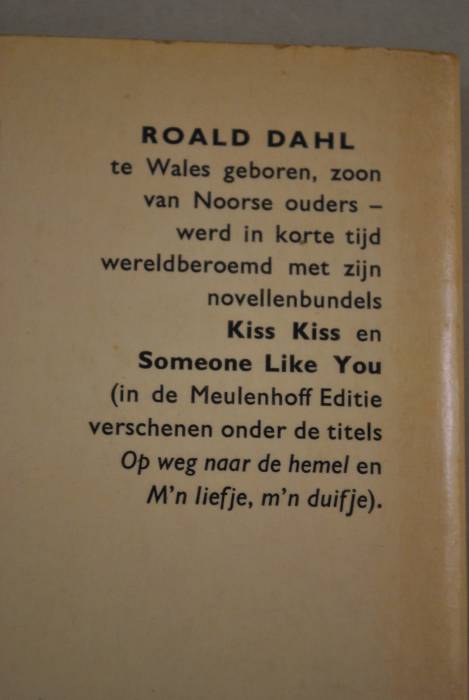 ROALD DAHL
te Wales geboren, zoon
van Noorse ouders –
werd in korte tijd
wereldberoemd met zijn
novellenbundels
Kiss Kiss en
Someone Like You
(in de Meulenhoff Editie
verschenen onder de titels
Op weg naar de hemel en
M'n liefje, m'n duifje).